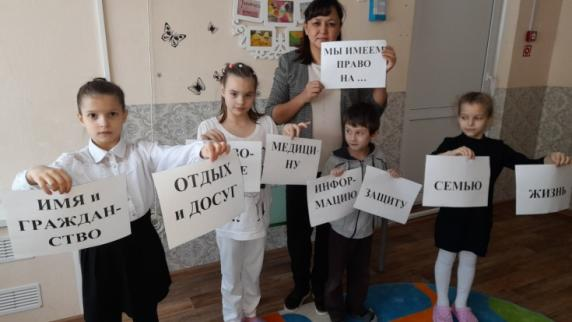 МЫ ИМЕЕМ
ПРАВО
НА ...
ИМЯ и
ГРАЖДАН-
СТВО
ОТДЫХ
и ДОСУГ
МЕДИЦИ-
НУ
ИНФОР-
МАЦИЮ
ЗАЩИТУ
СЕМЬЮ
ЖИЗНЬ